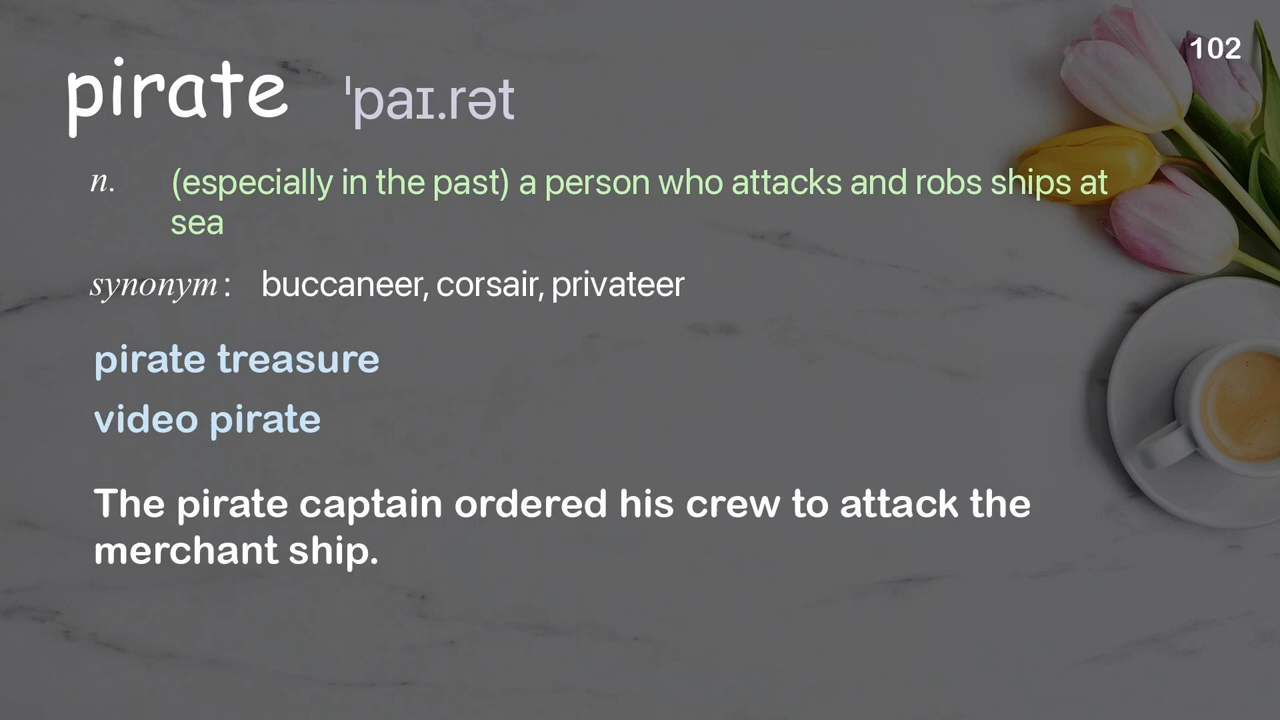 102
pirate ˈpaɪ.rət
n. (especially in the past) a person who attacks and robs ships at
sea
synonym : buccaneer, corsair, privateer
pirate treasure
video pirate
The pirate captain ordered his crew to attack the
merchant ship.